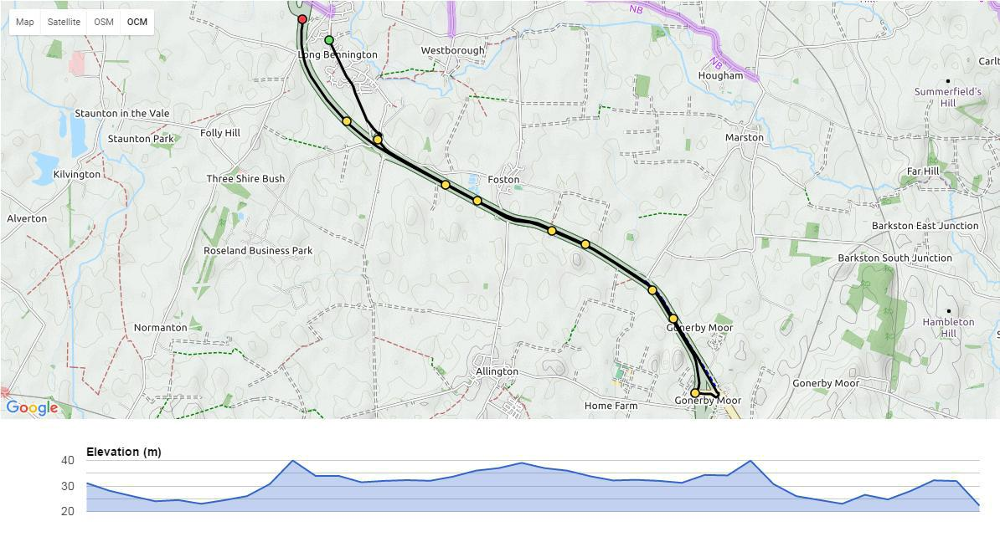 NB
Map Satellite OSM OCM
Long Bennington
Westborough
NB
Hougham
Summerfield's
Hill
Staunton in the Vale
Folly Hill
Staunton Park
Marston
Kilvington
Three Shire Bush
Foston
Far Hill
Alverton
Barkston East Junction
Roseland Business Park
Barkston South Junction
Normanton
Gonerby Moor
Hambleton
Hill
Allington
Gonerby Moor
Home Farm
Gonerby Moor
Google
Elevation (m)
40
30
20